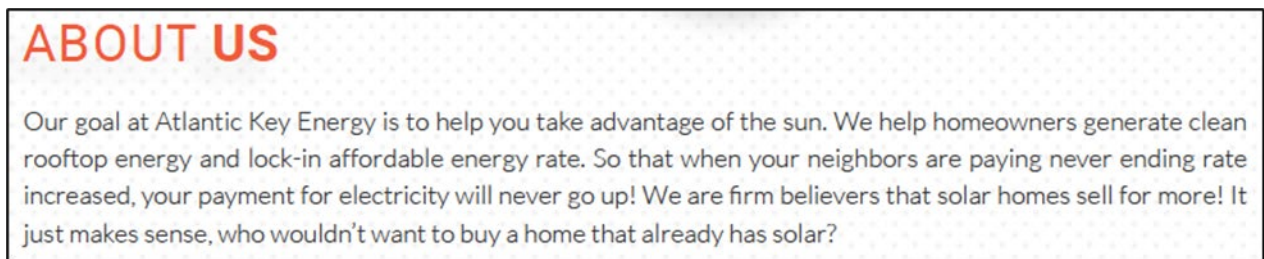 ABOUT US
Our goal at Atlantic Key Energy is to help you take advantage of the sun. We help homeowners generate clean
rooftop energy and lock-in affordable energy rate. So that when your neighbors are paying never ending rate
increased, your payment for electricity will never go up! We are firm believers that solar homes sell for more! It
just makes sense, who wouldn't want to buy a home that already has solar?